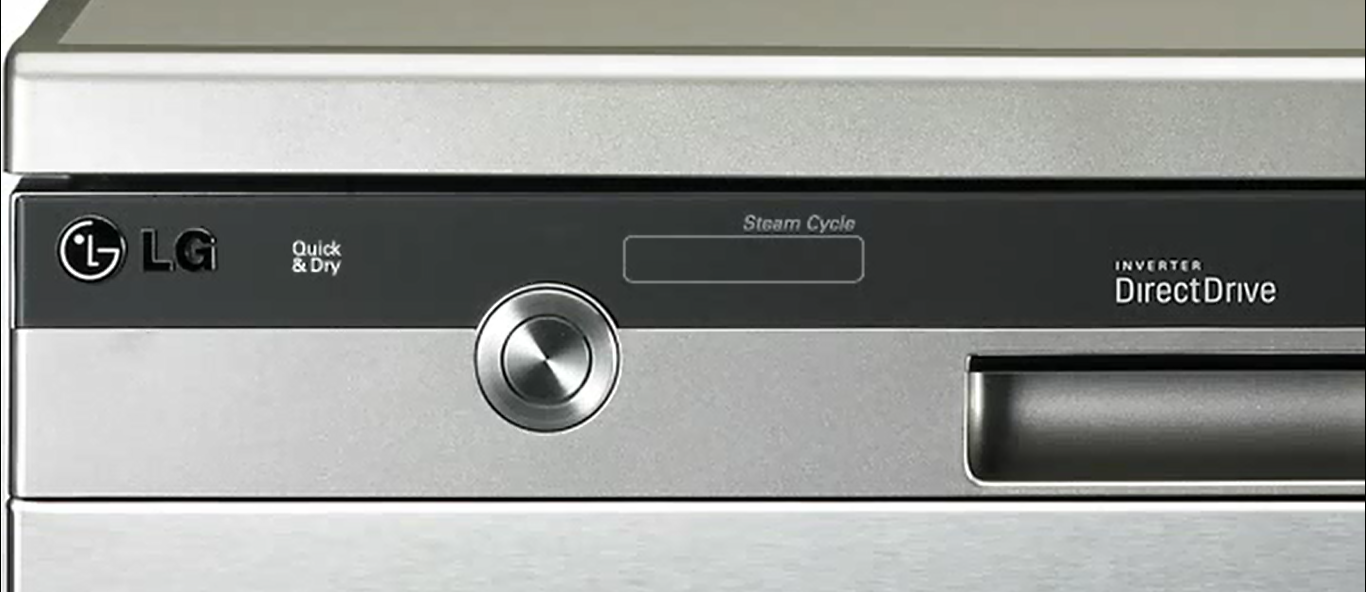 LG
Quick
& Dry
Steam Cycle
INVERTER
DirectDrive